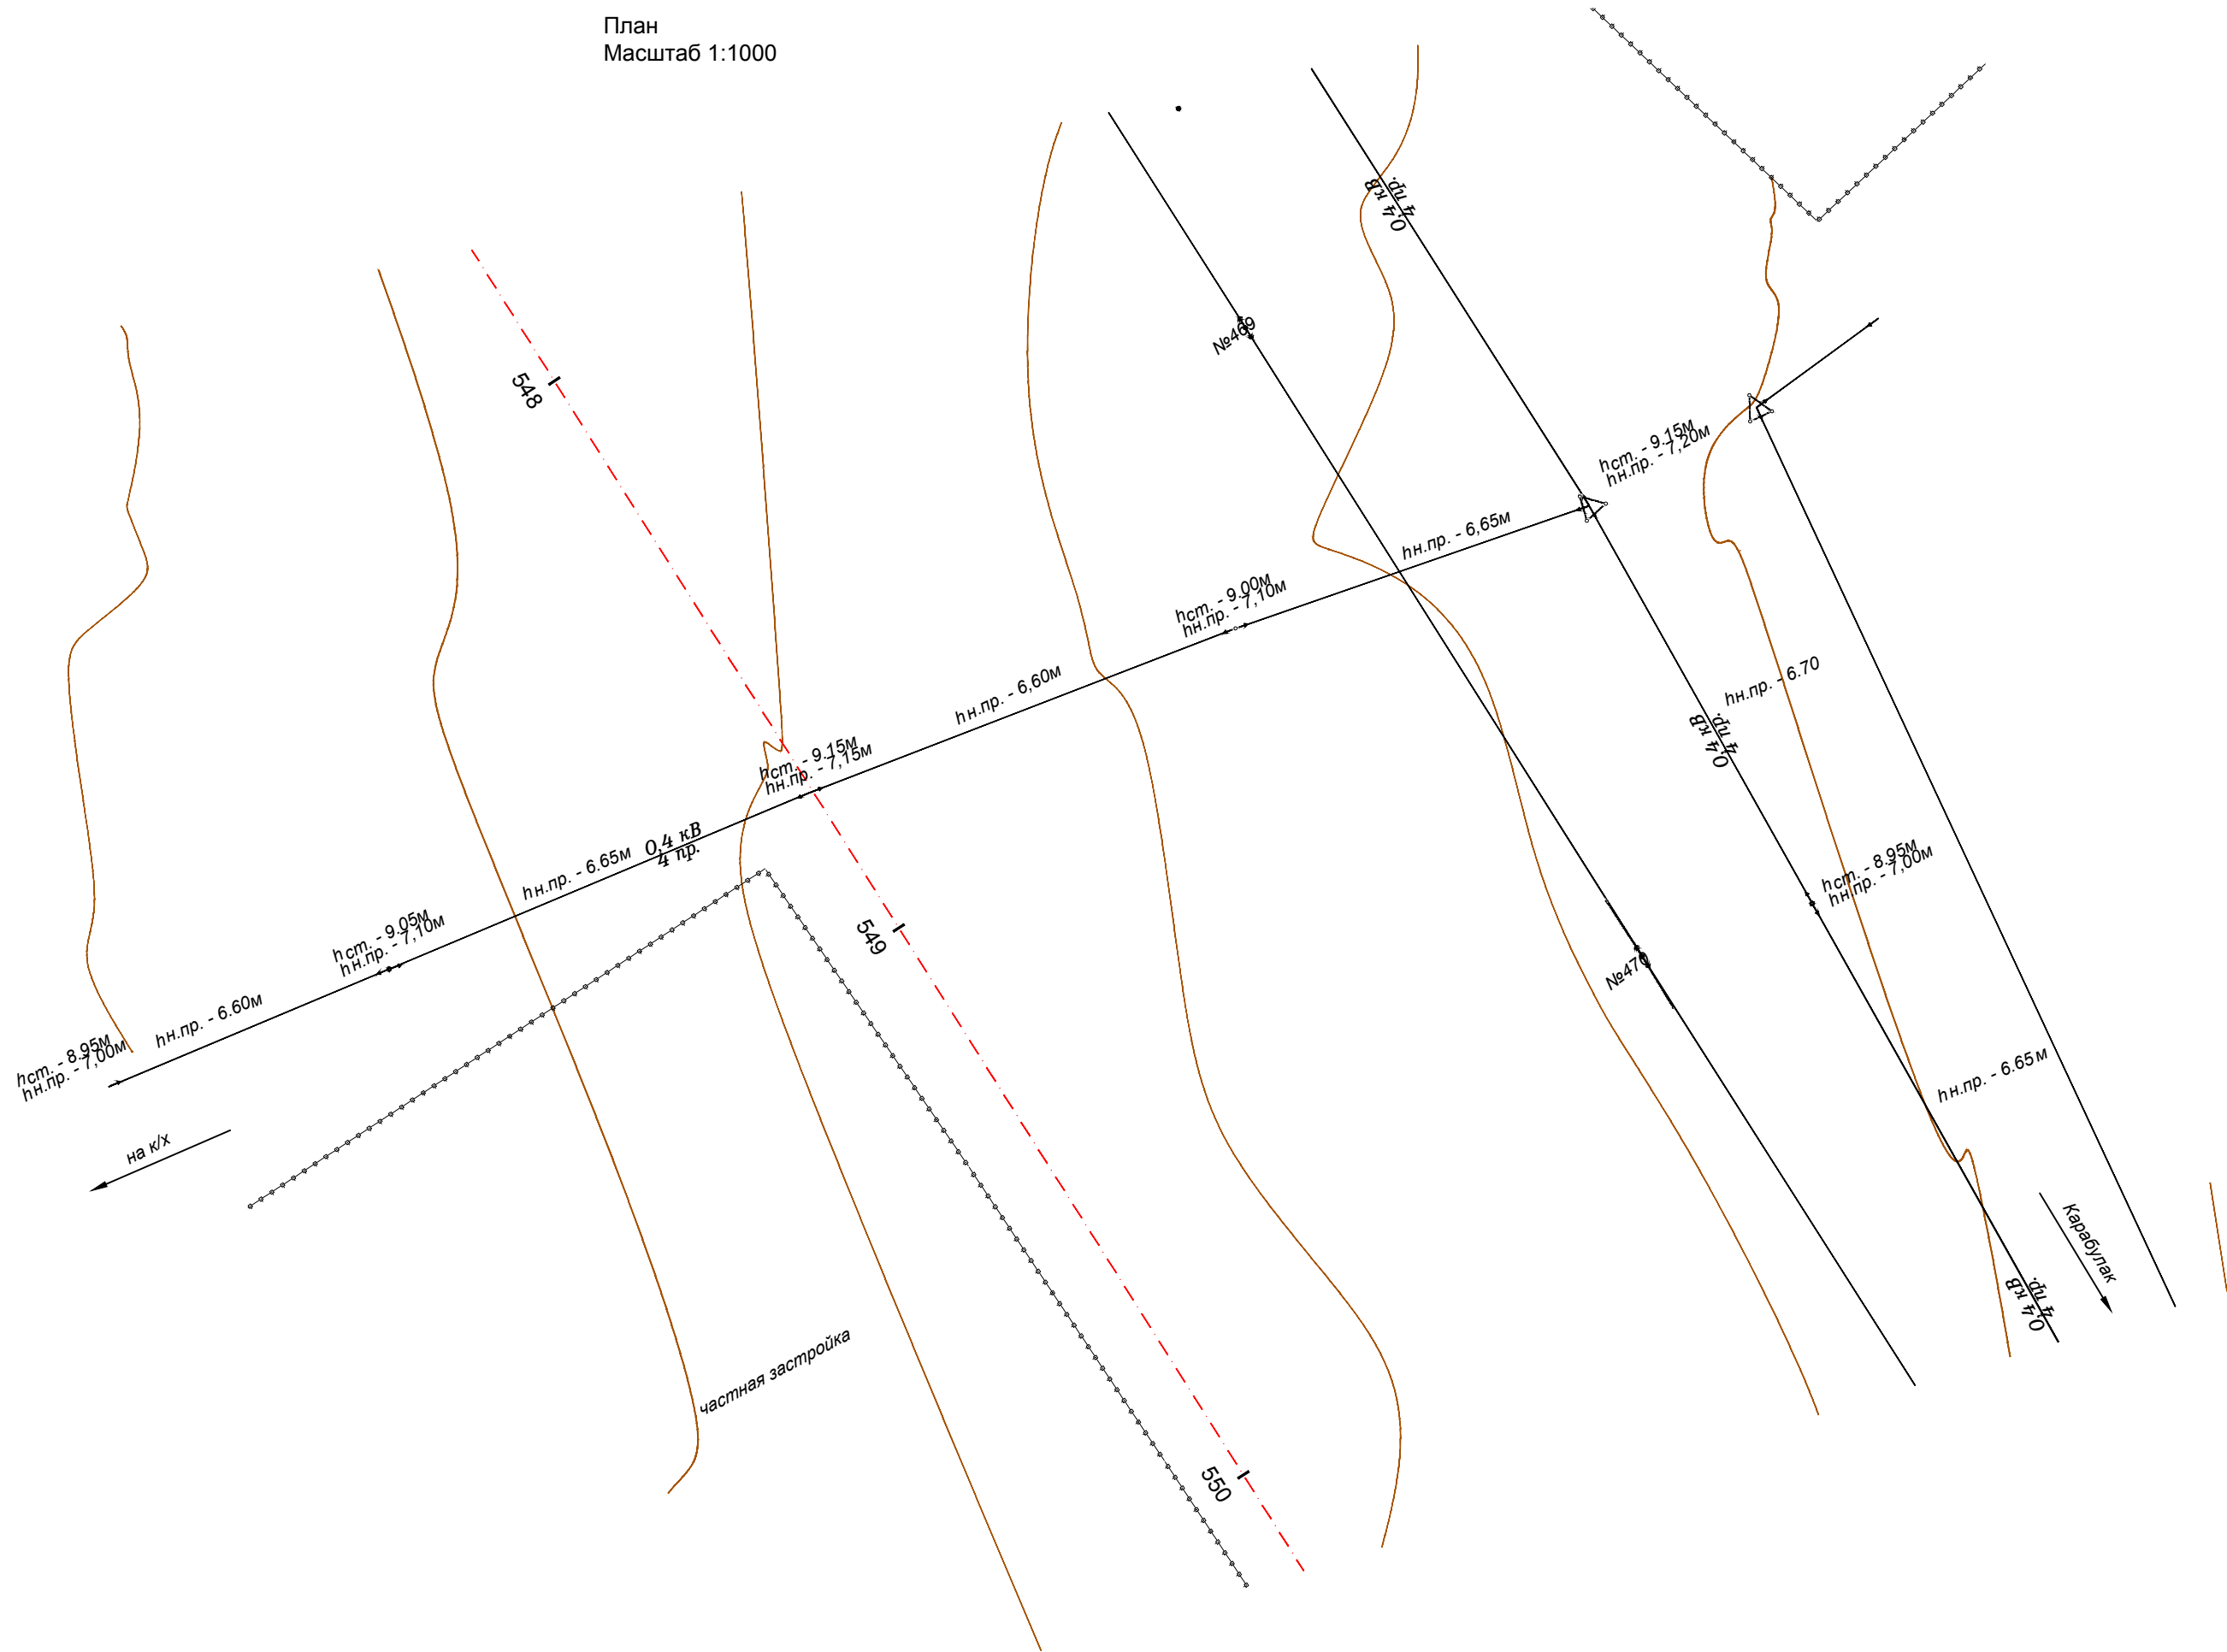 План
Масштаб 1:1000
0,4 кВ
4 пр.
№469
548
hст. - 9.15м
hн.пр. - 7,20м
hн.пр. - 6,65м
hст. - 9.00м
hн.пр. - 7,10м
hн.пр. - 6,60м
hн.пр. - 6.70
0,4 кВ
4 пр.
hст. - 9.15м
hн.пр. - 7,15м
0,4 кВ
4 пр.
hн.пр. - 6.65м
hст. - 8.95м
hн.пр. - 7,00м
549
hст. - 9.05м
hн.пр. - 7,10м
№470
hн.пр. - 6.60м
hст. - 8.95м
hн.пр. - 7,00м
hн.пр. - 6.65м
на к/х
Карабулак
0,4 кВ
4 пр.
частная застройка
550